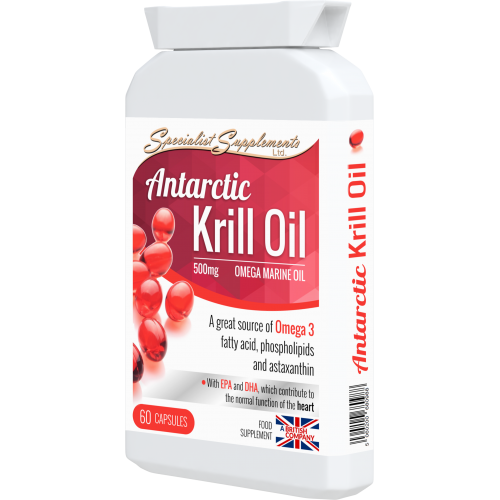 Specialist Supplements
Ltd.
Antarctic
Krill Oil
500mg OMEGA MARINE OIL
A great source of Omega 3
fatty acid, phospholipids
and astaxanthin
• With EPA and DHA, which contribute to
the normal function of the heart
60 CAPSULES
FOOD
SUPPLEMENT
A BRITISH
COMPANY
Antarctic Krill Oil